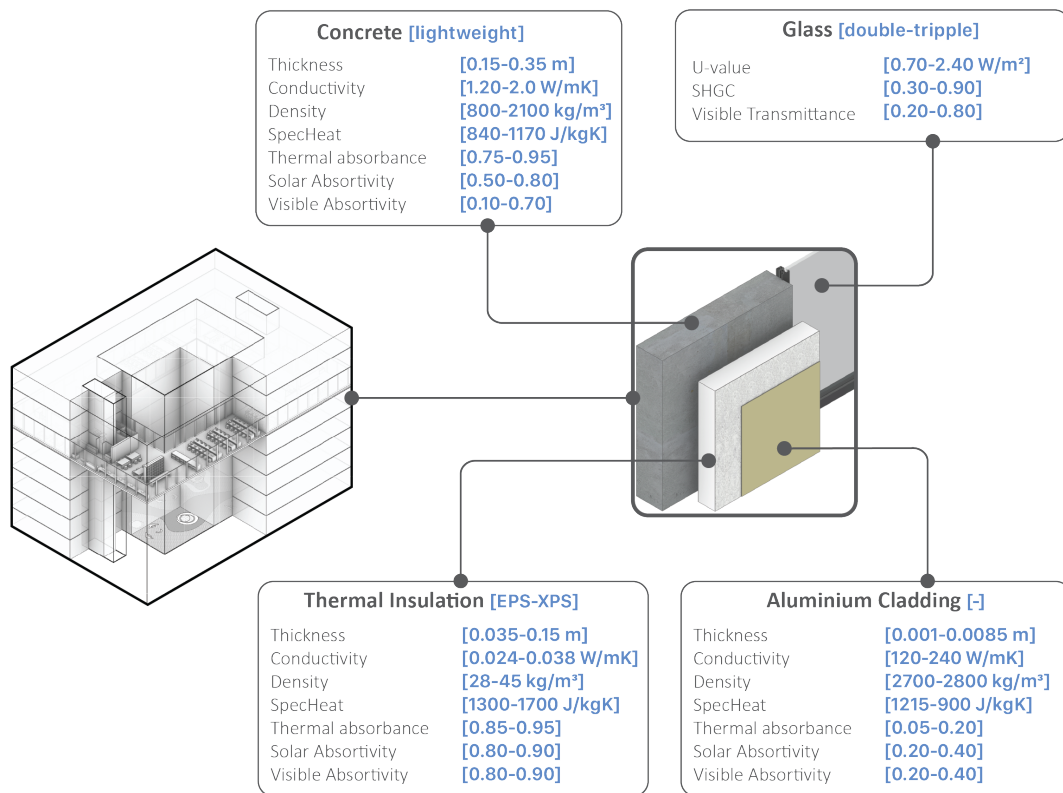 Concrete [lightweight]
Thickness [0.15-0.35 m]
Conductivity [1.20-2.0 W/mK]
Density [800-2100 kg/m³]
SpecHeat [840-1170 J/kgK]
Thermal absorbance [0.75-0.95]
Solar Absortivity [0.50-0.80]
Visible Absortivity [0.10-0.70]
Glass [double-tripple]
U-value [0.70-2.40 W/m²]
SHGC [0.30-0.90]
Visible Transmittance [0.20-0.80]
Thermal Insulation [EPS-XPS]
Thickness [0.035-0.15 m]
Conductivity [0.024-0.038 W/mK]
Density [28-45 kg/m³]
SpecHeat [1300-1700 J/kgK]
Thermal absorbance [0.85-0.95]
Solar Absortivity [0.80-0.90]
Visible Absortivity [0.80-0.90]
Aluminium Cladding [-]
Thickness [0.001-0.0085 m]
Conductivity [120-240 W/mK]
Density [2700-2800 kg/m³]
SpecHeat [1215-900 J/kgK]
Thermal absorbance [0.05-0.20]
Solar Absortivity [0.20-0.40]
Visible Absortivity [0.20-0.40]